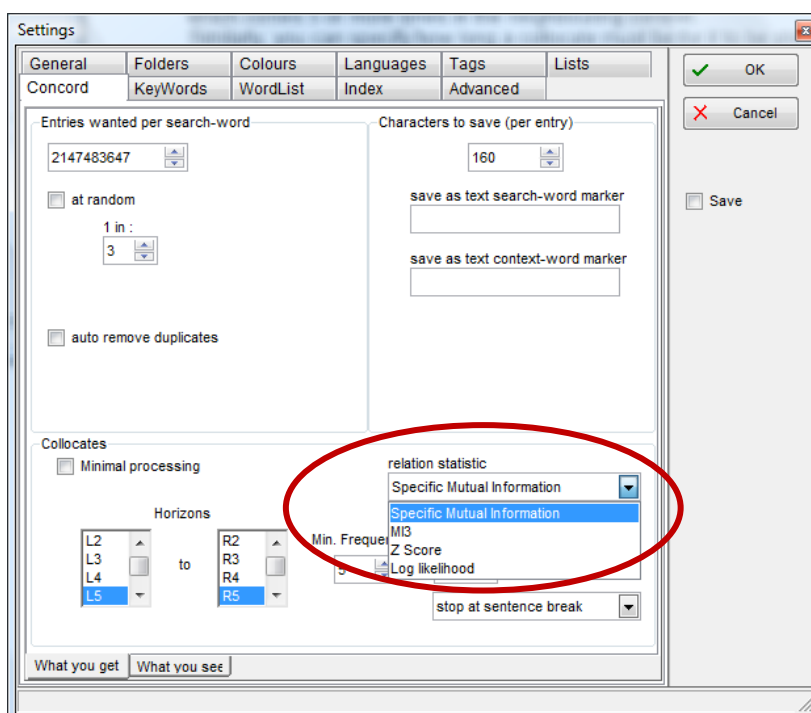 Settings
General Folders Colours Languages Tags Lists
Concord KeyWords WordList Index Advanced
OK
Cancel
Save
Entries wanted per search-word
2147483647
at random
1 in :
3
auto remove duplicates
Characters to save (per entry)
160
save as text search-word marker
save as text context-word marker
Collocates
Minimal processing
relation statistic
Specific Mutual Information
Specific Mutual Information
MI3
Z Score
Log likelihood
Horizons
L2
L3
L4
L5
to
R2
R3
R4
R5
Min.
stop at sentence break
What you get What you see